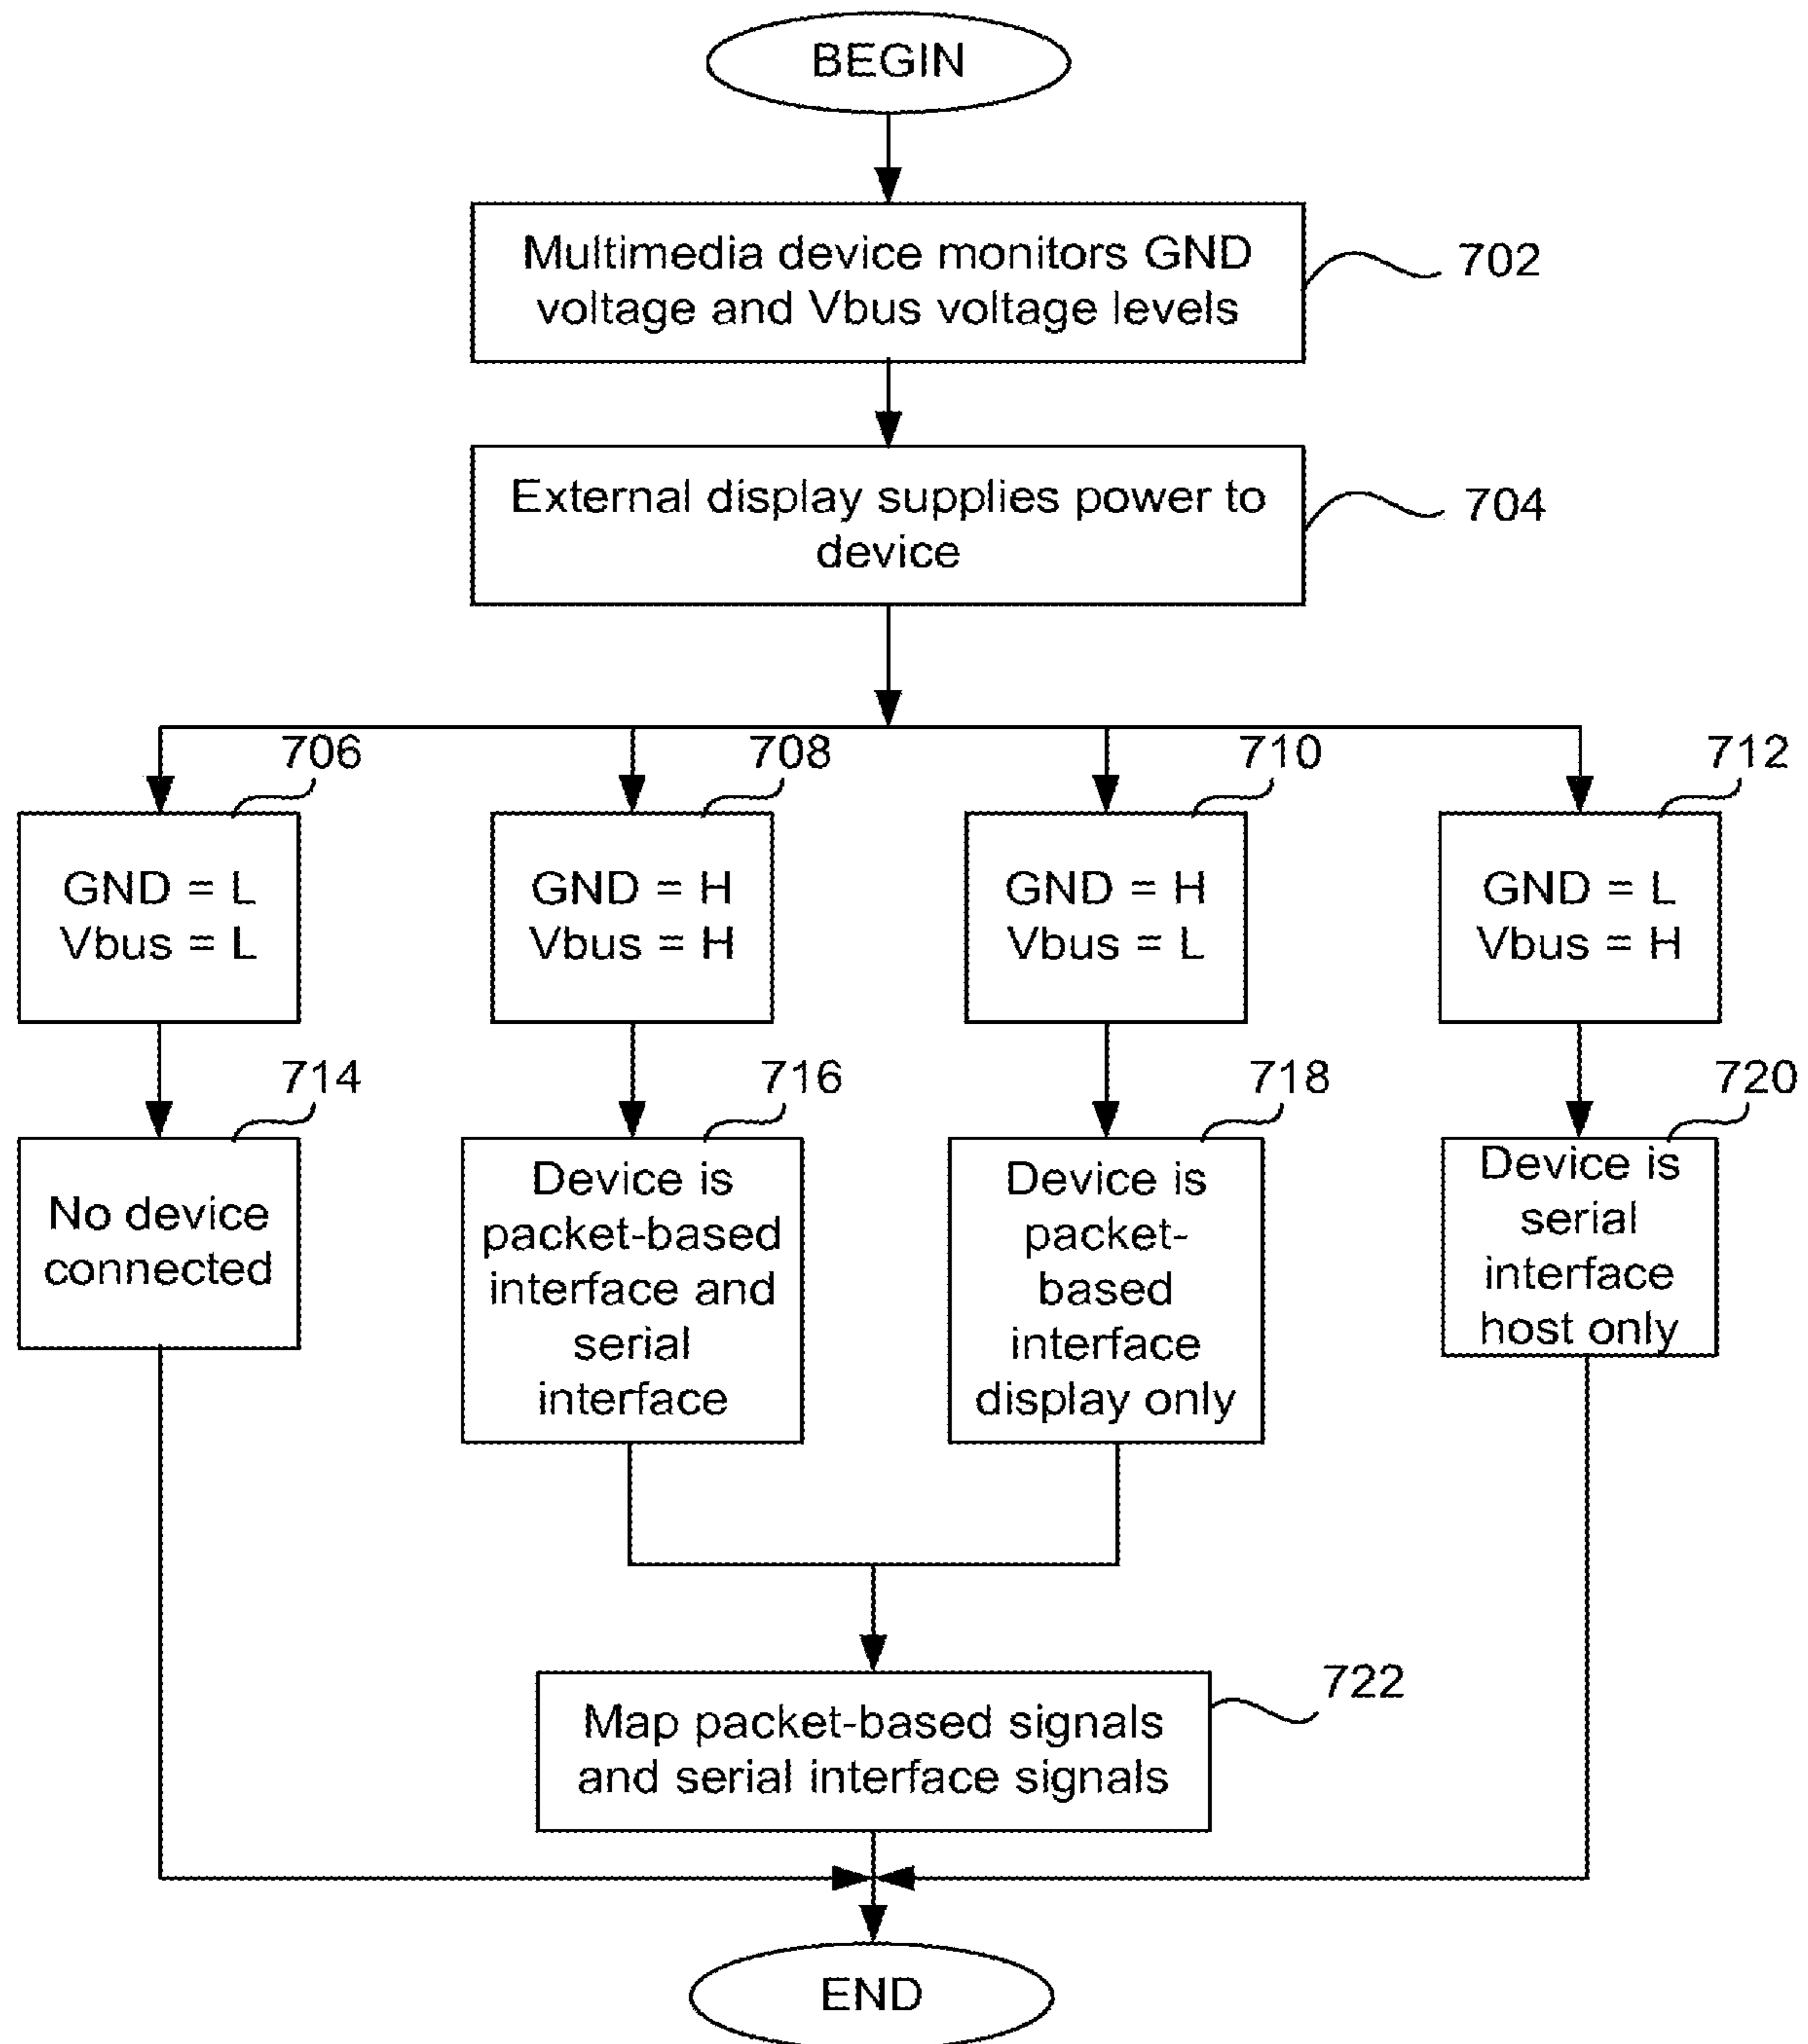 BEGIN
Multimedia device monitors GND
voltage and Vbus voltage levels
702
External display supplies power to
device
704
706
708
710
712
GND = L
Vbus = L
GND = H
Vbus = H
GND = H
Vbus = L
GND = L
Vbus = H
714
716
718
720
No device
connected
Device is
packet-based
interface and
serial
interface
Device is
packet-
based
interface
display only
Device is
serial
interface
host only
722
Map packet-based signals
and serial interface signals
END